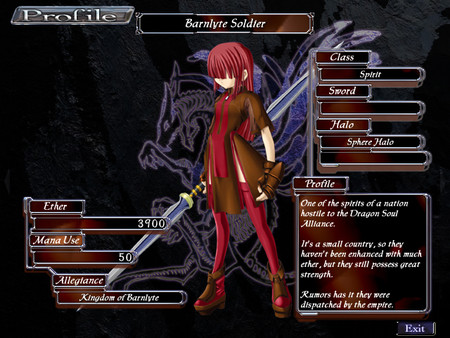 Profile
Barnlyte Soldier
Class
Spirit
Sword
Halo
Sphere Halo
Ether
3900
Mana Use
50
Allegiance
Kingdom of Barnlyte
Profile
One of the spirits of a nation
hostile to the Dragon Soul
Alliance.
It's a small country, so they
haven't been enhanced with much
ether, but they still possess great
strength.
Rumors has it they were
dispatched by the empire.
Exit